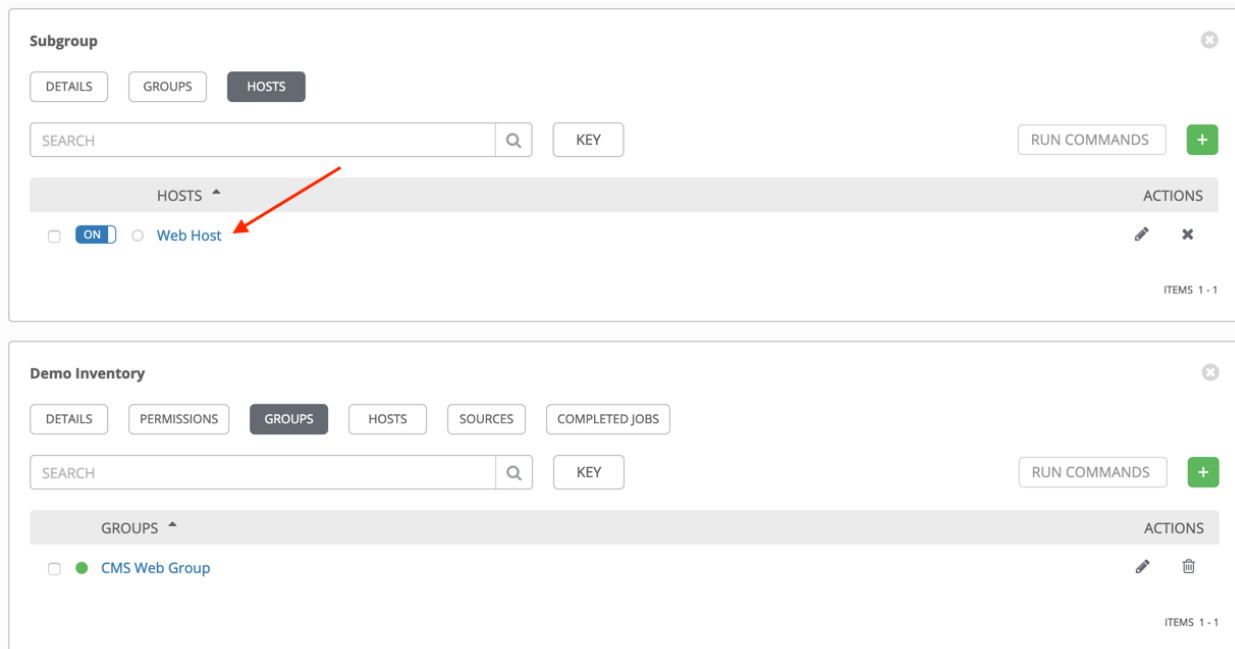 Subgroup
DETAILS GROUPS HOSTS
SEARCH KEY RUN COMMANDS +
HOSTS ACTIONS
ON Web Host
ITEMS 1 - 1
Demo Inventory
DETAILS PERMISSIONS GROUPS HOSTS SOURCES COMPLETED JOBS
SEARCH KEY RUN COMMANDS +
GROUPS ACTIONS
CMS Web Group
ITEMS 1 - 1